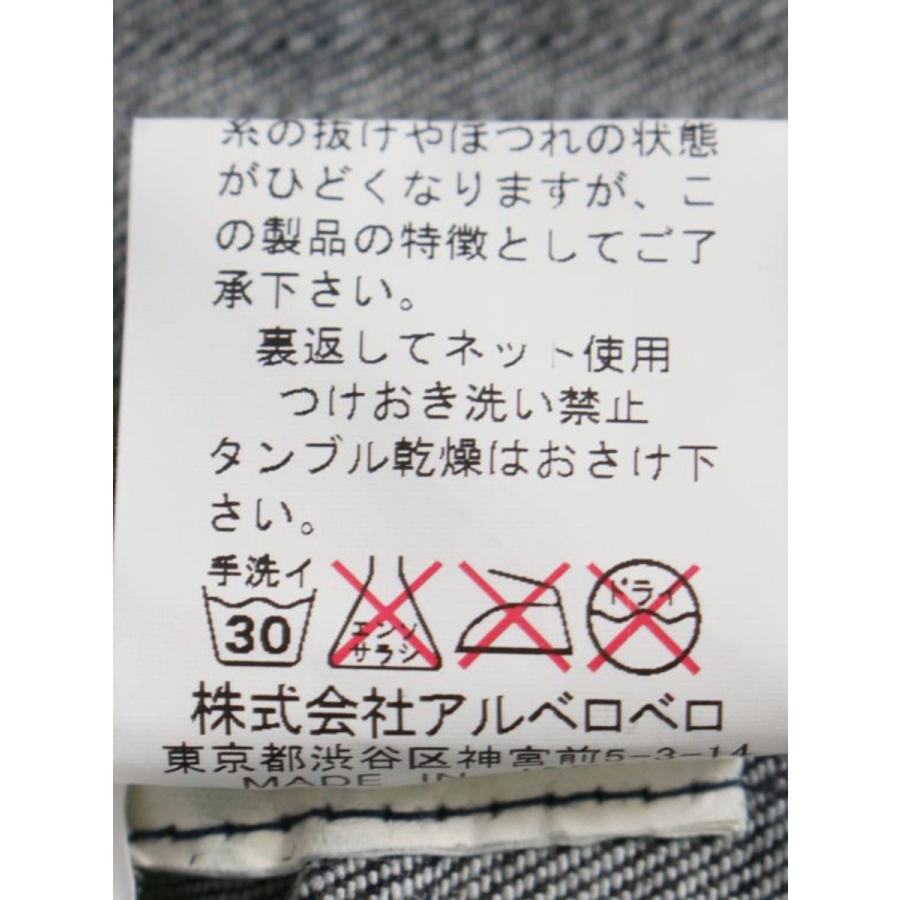 糸の抜けやほつれの状態
がひどくなりますが、こ
の製品の特徴としてご了
承下さい。
裏返してネット使用
つけおき洗い禁止
タンブル乾燥はおさけ下
さい。
手洗イ
30
エンソ
サラシ
ドライ
株式会社アルベロベロ
東京都渋谷区神宮前5-3-14
MADE IN